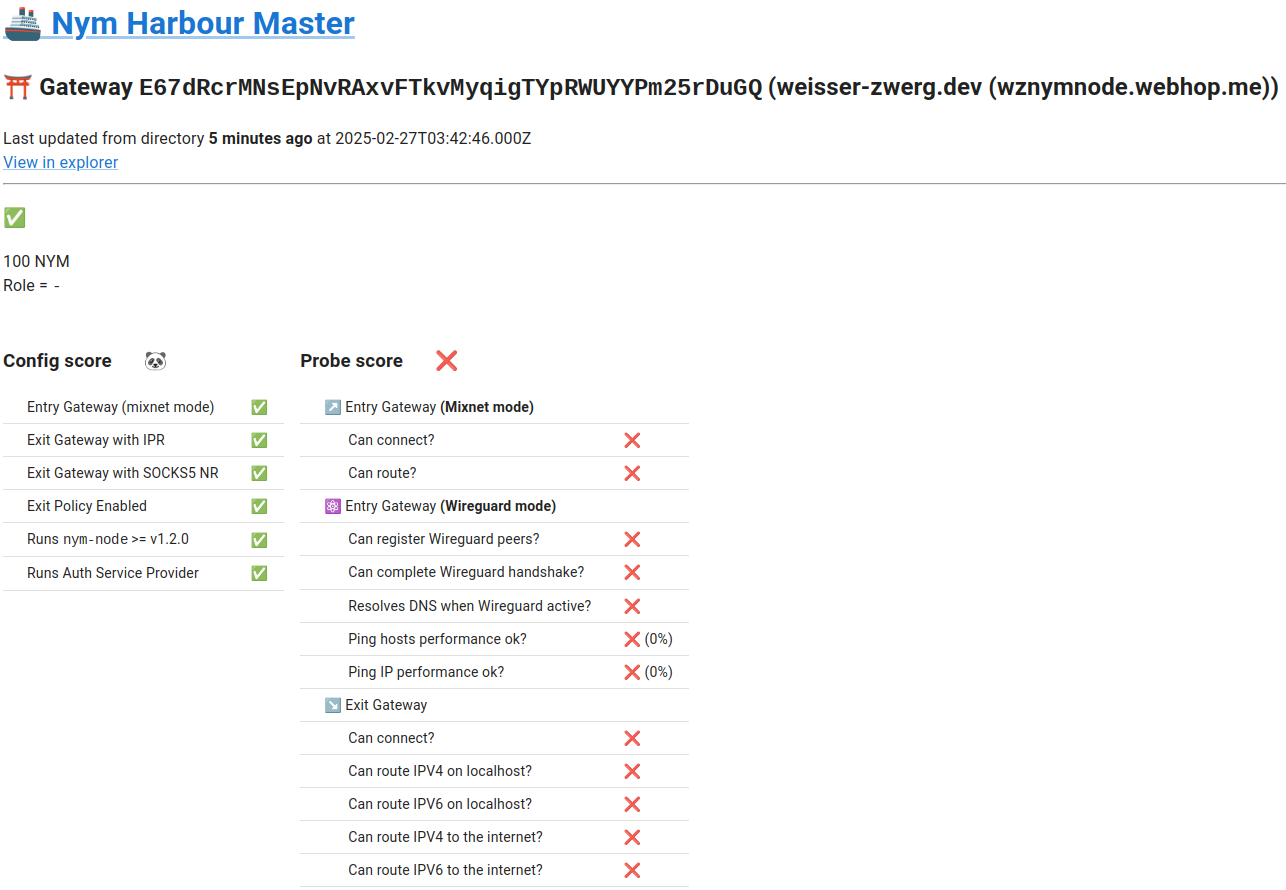 Nym Harbour Master
Gateway E67dRcrMNsEpNvRAxvFTkvMyqigTYpRWUYYPm25rDuGQ (weisser-zwerg.dev (wznymnode.webhop.me))
Last updated from directory 5 minutes ago at 2025-02-27T03:42:46.000Z
View in explorer
100 NYM
Role = -
Config score
Entry Gateway (mixnet mode)
Exit Gateway with IPR
Exit Gateway with SOCKS5 NR
Exit Policy Enabled
Runs nym-node >= v1.2.0
Runs Auth Service Provider
Probe score
Entry Gateway (Mixnet mode)
Can connect?
Can route?
Entry Gateway (Wireguard mode)
Can register Wireguard peers?
Can complete Wireguard handshake?
Resolves DNS when Wireguard active?
Ping hosts performance ok? (0%)
Ping IP performance ok? (0%)
Exit Gateway
Can connect?
Can route IPV4 on localhost?
Can route IPV6 on localhost?
Can route IPV4 to the internet?
Can route IPV6 to the internet?